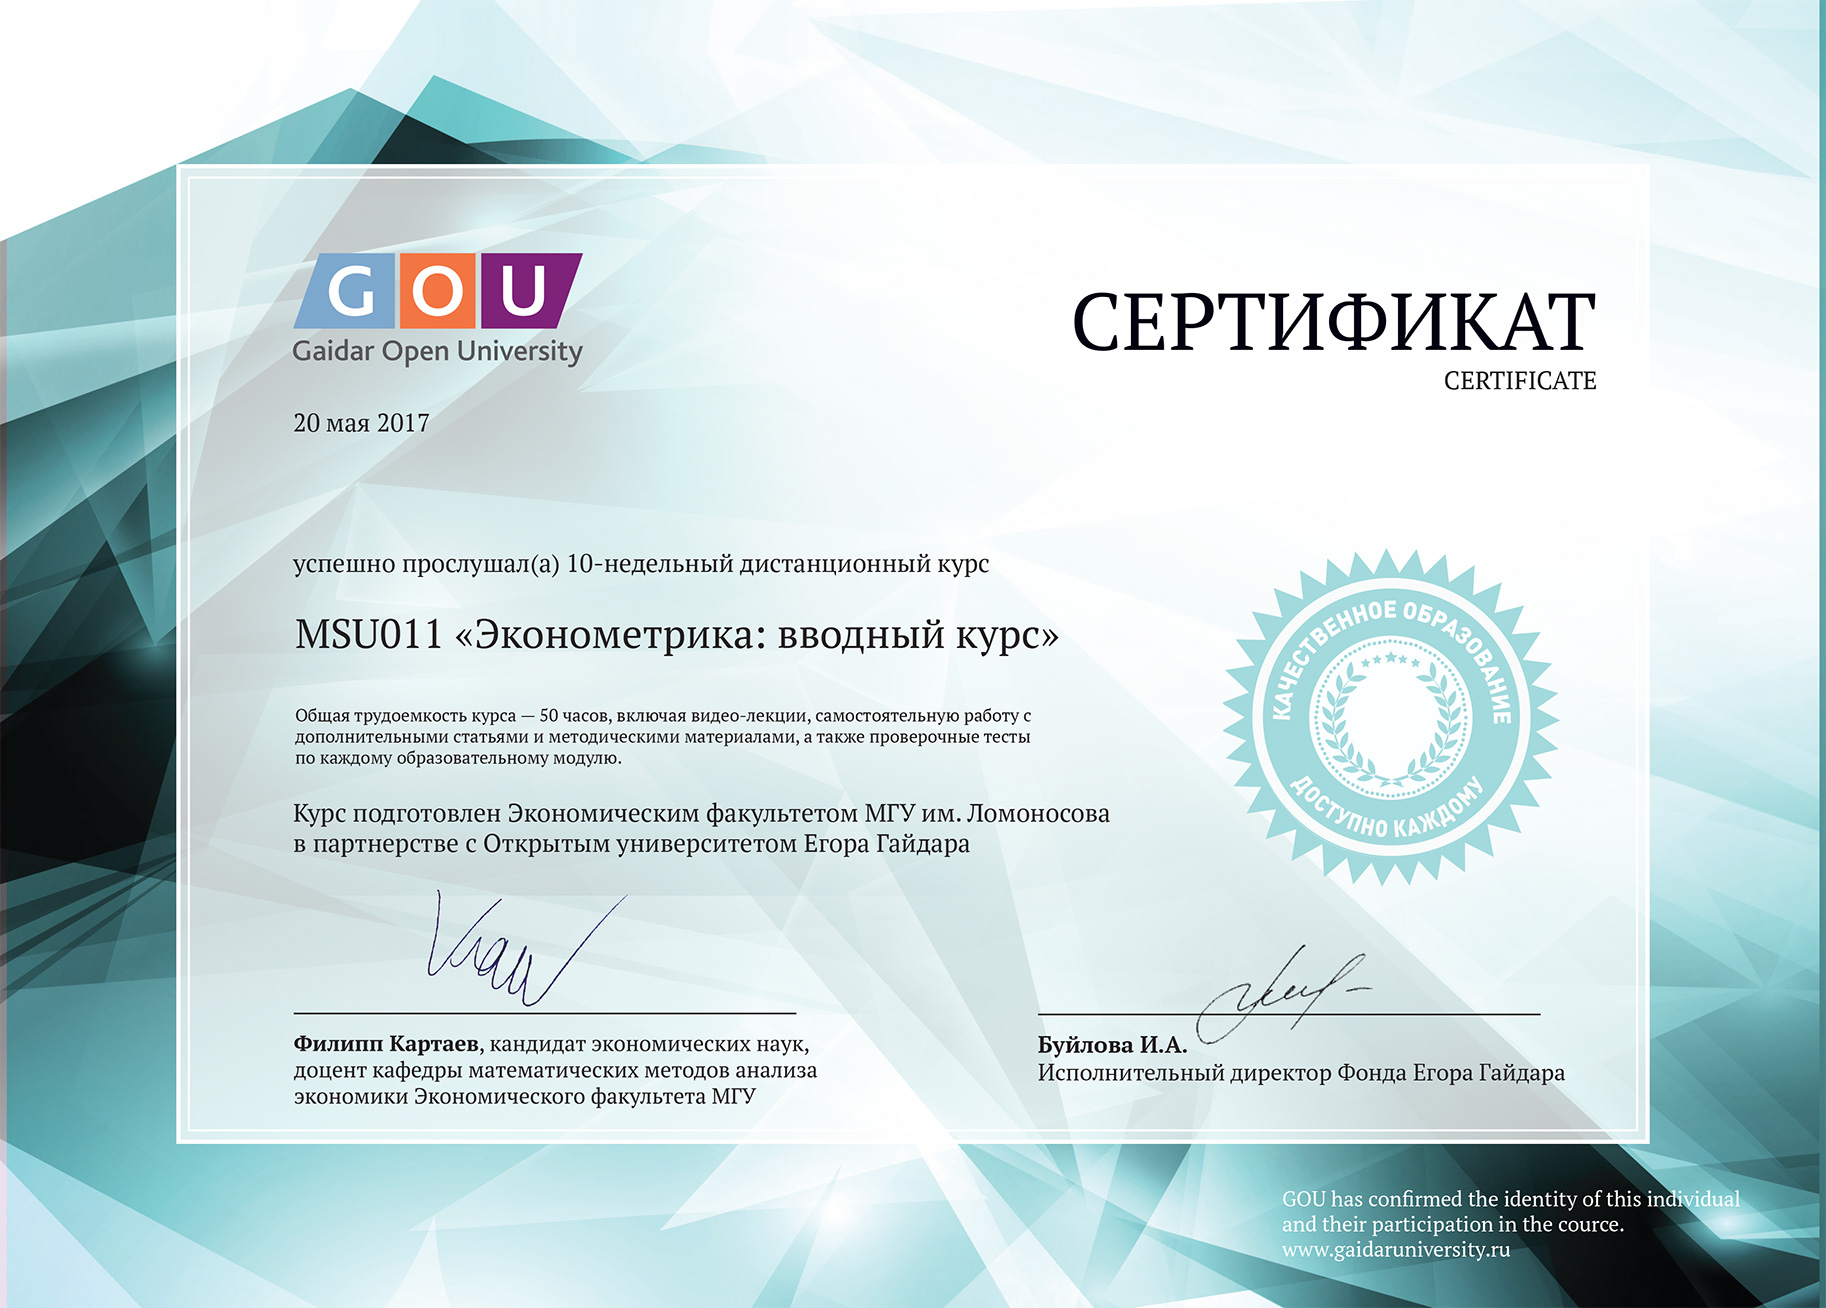 GOU
Gaidar Open University
СЕРТИФИКАТ
CERTIFICATE
20 мая 2017
успешно прослушал(а) 10-недельный дистанционный курс
MSU011 «Эконометрика: вводный курс»
Общая трудоемкость курса — 50 часов, включая видео-лекции, самостоятельную работу с
дополнительными статьями и методическими материалами, а также проверочные тесты
по каждому образовательному модулю.
КАЧЕСТВЕННОЕ ОБРАЗОВАНИЕ
ДОСТУПНО КАЖДОМУ
Курс подготовлен Экономическим факультетом МГУ им. Ломоносова
в партнерстве с Открытым университетом Егора Гайдара
Филипп Картаев, кандидат экономических наук,
доцент кафедры математических методов анализа
экономики Экономического факультета МГУ
Буйлова И.А.
Исполнительный директор Фонда Егора Гайдара
GOU has confirmed the identity of this individual
and their participation in the cource.
www.gaidaruniversity.ru